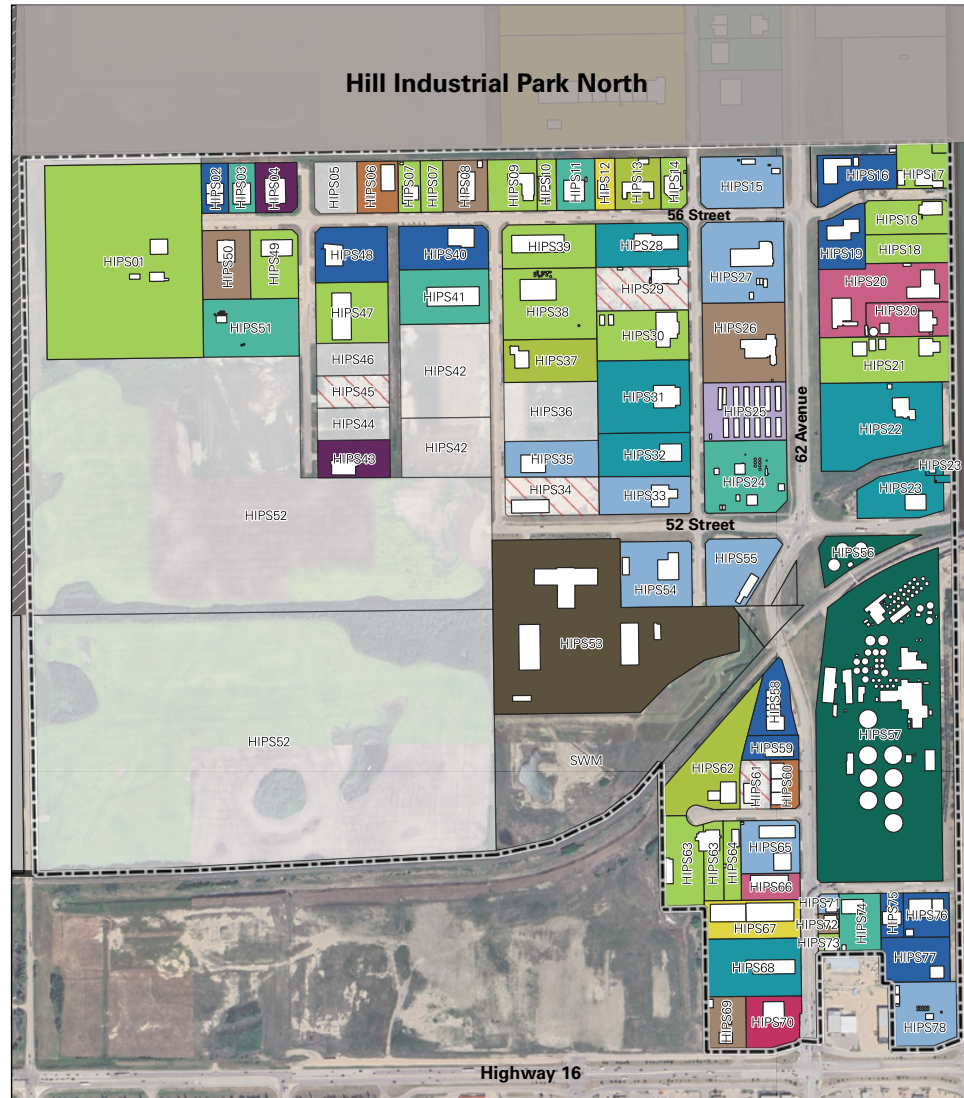 Hill Industrial Park North
HIPS01
HIPS02
HIPS03
HIPS04
HIPS05
HIPS06
HIPS07
HIPS07
HIPS08
HIPS09
HIPS10
HIPS11
HIPS12
HIPS13
HIPS14
HIPS15
HIPS16
HIPS17
56 Street
HIPS18
HIPS18
HIPS19
HIPS20
HIPS20
HIPS21
HIPS22
HIPS23
HIPS23
HIPS50
HIPS49
HIPS51
HIPS48
HIPS47
HIPS46
HIPS45
HIPS44
HIPS43
HIPS40
HIPS41
HIPS42
HIPS42
HIPS39
HIPS38
HIPS37
HIPS36
HIPS35
HIPS34
HIPS28
HIPS29
HIPS30
HIPS31
HIPS32
HIPS33
HIPS27
HIPS26
HIPS25
HIPS24
62 Avenue
52 Street
HIPS52
HIPS52
HIPS53
HIPS54
HIPS55
HIPS56
HIPS57
SWM
HIPS58
HIPS59
HIPS60
HIPS61
HIPS62
HIPS63
HIPS63
HIPS64
HIPS65
HIPS66
HIPS67
HIPS68
HIPS69
HIPS70
HIPS71
HIPS72
HIPS73
HIPS74
HIPS75
HIPS76
HIPS77
HIPS78
Highway 16